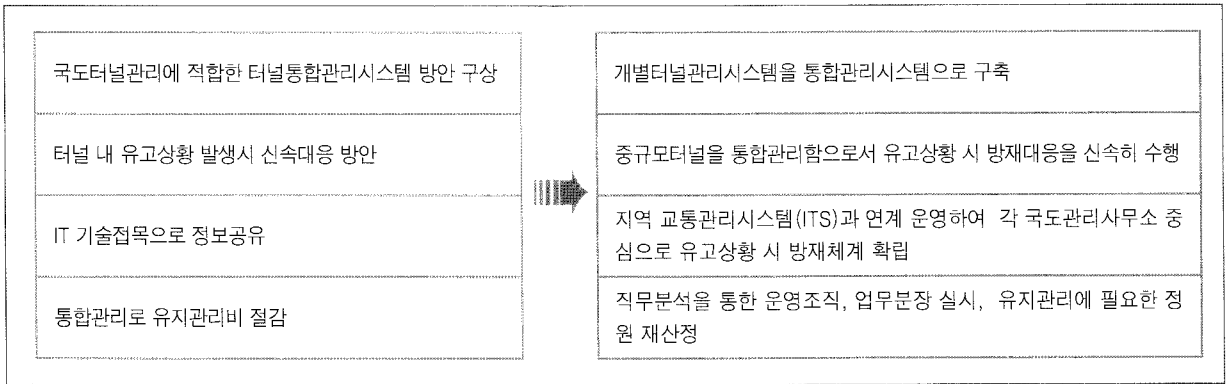 국도터널관리에 적합한 터널통합관리시스템 방안 구상
터널 내 유고상황 발생시 신속대응 방안
IT 기술접목으로 정보공유
통합관리로 유지관리비 절감
개별터널관리시스템을 통합관리시스템으로 구축
중규모터널을 통합관리함으로서 유고상황 시 방재대응을 신속히 수행
지역 교통관리시스템(ITS)과 연계 운영하여 각 국도관리사무소 중
심으로 유고상황 시 방재체계 확립
직무분석을 통한 운영조직, 업무분장 실시, 유지관리에 필요한 정
원 재산정